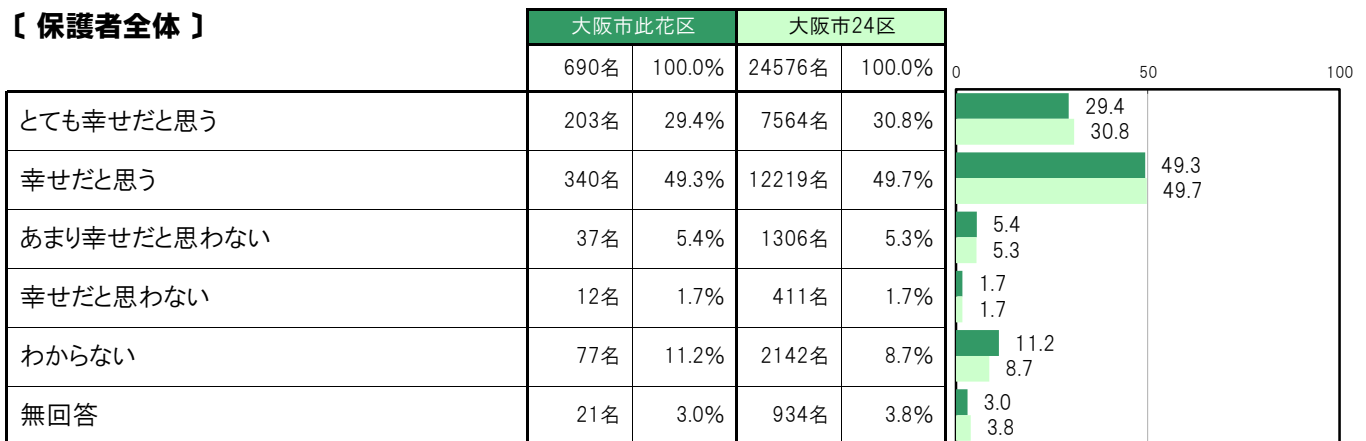 〔 保護者全体 〕
大阪市此花区 大阪市24区
690名 100.0% 24576名 100.0%
0 50 100
とても幸せだと思う 203名 29.4% 7564名 30.8%
29.4
30.8
幸せだと思う 340名 49.3% 12219名 49.7%
49.3
49.7
あまり幸せだと思わない 37名 5.4% 1306名 5.3%
5.4
5.3
幸せだと思わない 12名 1.7% 411名 1.7%
1.7
1.7
わからない 77名 11.2% 2142名 8.7%
11.2
8.7
無回答 21名 3.0% 934名 3.8%
3.0
3.8